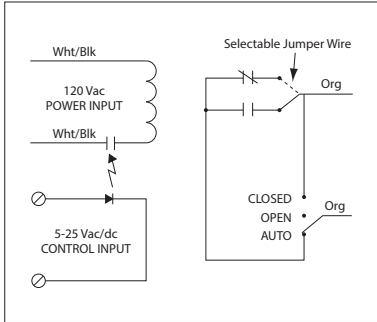 Selectable Jumper Wire
Wht/Blk
Org
120 Vac
POWER INPUT
Wht/Blk
CLOSED
OPEN
AUTO
Org
5-25 Vac/dc
CONTROL INPUT